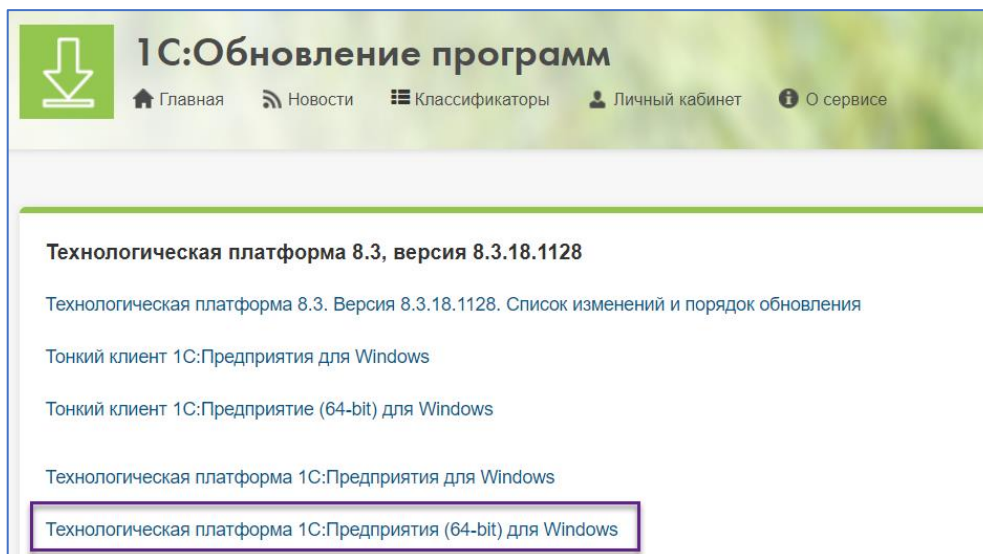 1С:Обновление программ
Главная Новости Классификаторы Личный кабинет О сервисе
Технологическая платформа 8.3, версия 8.3.18.1128
Технологическая платформа 8.3. Версия 8.3.18.1128. Список изменений и порядок обновления
Тонкий клиент 1С:Предприятия для Windows
Тонкий клиент 1С:Предприятие (64-bit) для Windows
Технологическая платформа 1С:Предприятия для Windows
Технологическая платформа 1С:Предприятия (64-bit) для Windows